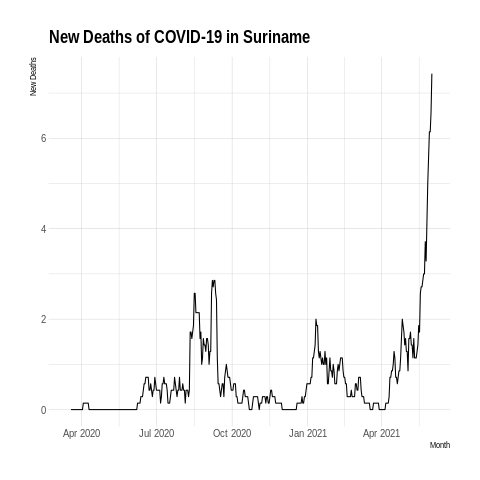 New Deaths of COVID-19 in Suriname
New Deaths
6
4
2
0
Apr 2020 Jul 2020 Oct 2020 Jan 2021 Apr 2021
Month